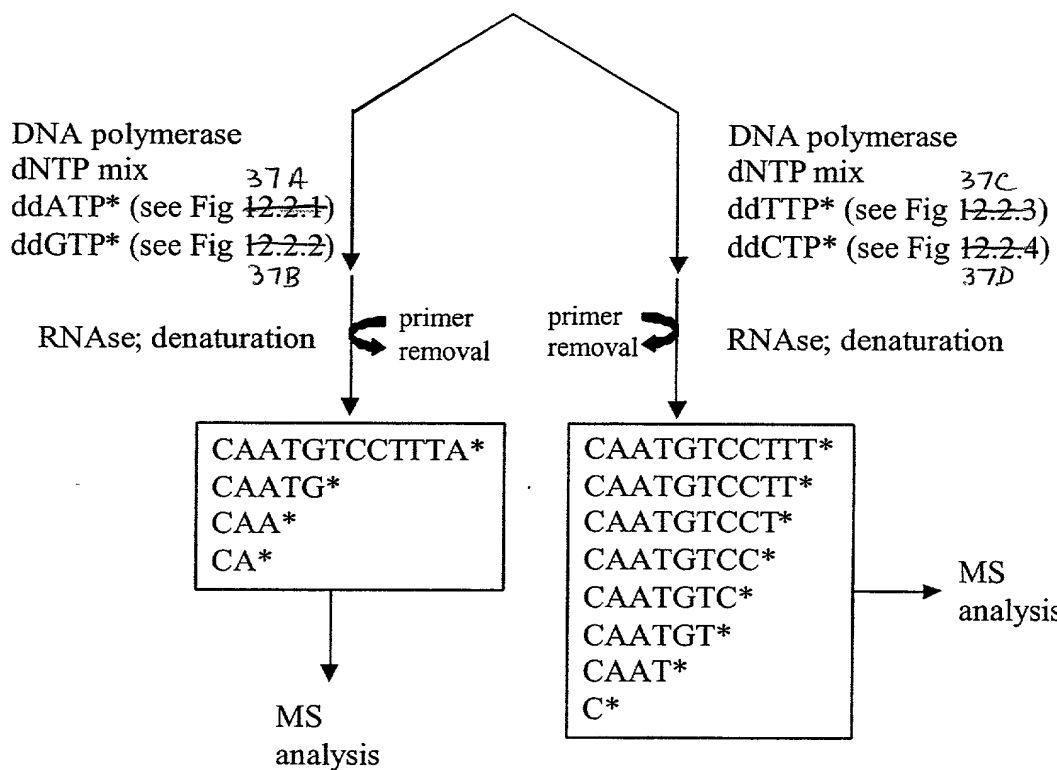 DNA polymerase
dNTP mix
37A
ddATP* (see Fig 12.2.1)
ddGTP* (see Fig 12.2.2)
37B
RNAse; denaturation
primer
removal
DNA polymerase
dNTP mix
37C
ddTTP* (see Fig 12.2.3)
ddCTP* (see Fig 12.2.4)
37D
primer
removal
RNAse; denaturation
CAATGTCCTTTA*
CAATG*
CAA*
CA*
MS
analysis
CAATGTCCTTT*
CAATGTCCTT*
CAATGTCCT*
CAATGTCC*
CAATGTC*
CAATGT*
CAAT*
C*
MS
analysis